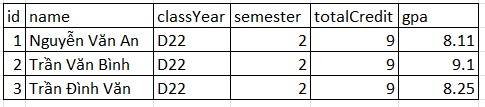 id name classYear semester totalCredit gpa
1 Nguyễn Văn An D22 2 9 8.11
2 Trần Văn Bình D22 2 9 9.1
3 Trần Đình Văn D22 2 9 8.25